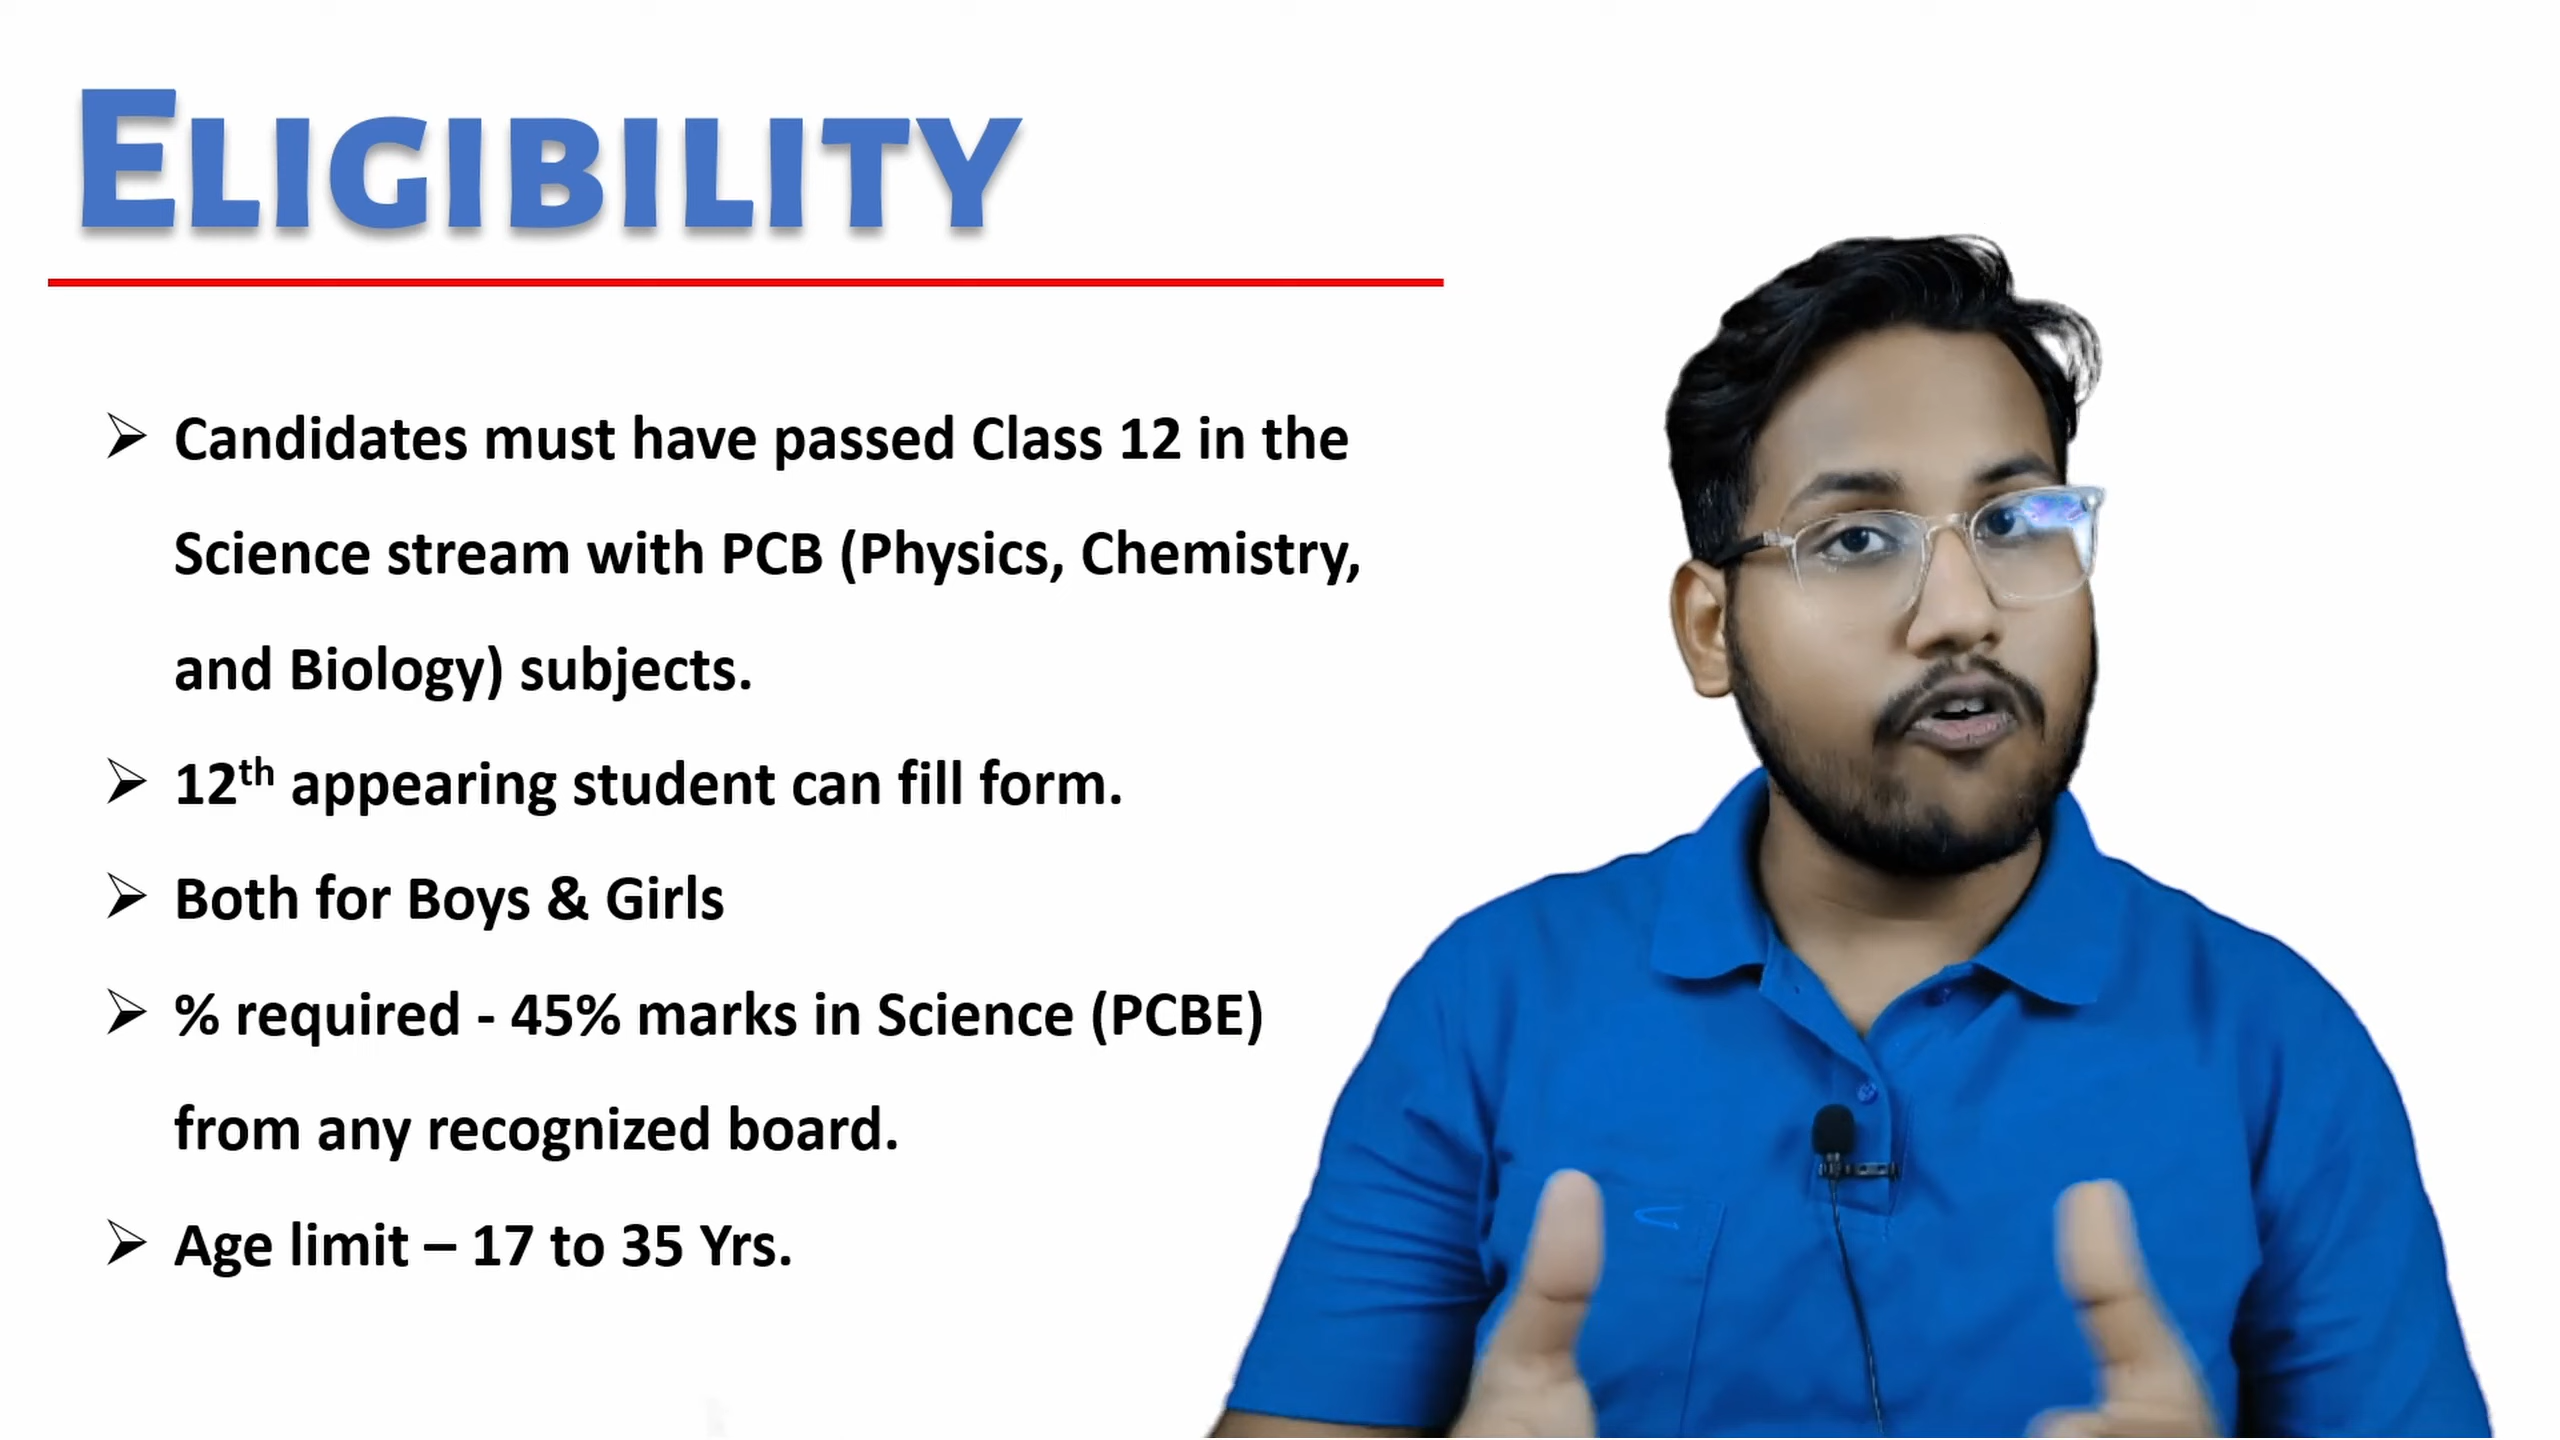 ELIGIBILITY
➢ Candidates must have passed Class 12 in the
Science stream with PCB (Physics, Chemistry,
and Biology) subjects.
➢ 12th appearing student can fill form.
➢ Both for Boys & Girls
➢ % required - 45% marks in Science (PCBE)
from any recognized board.
➢ Age limit – 17 to 35 Yrs.